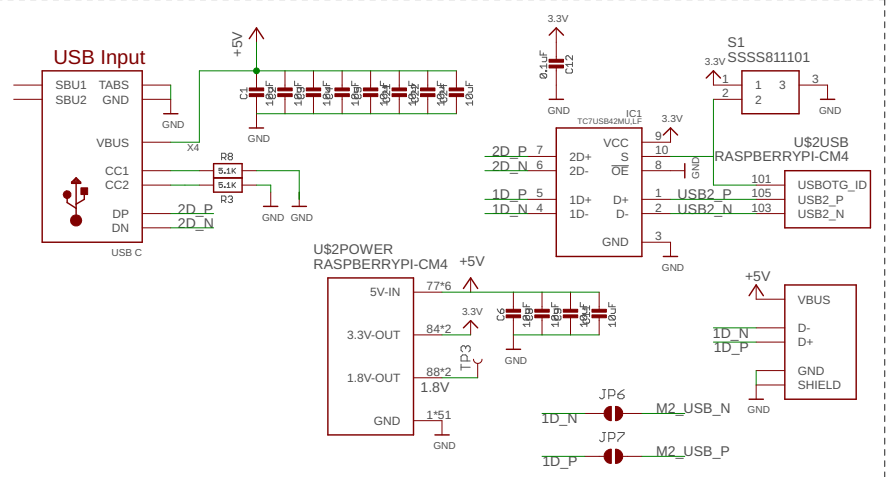 USB Input
SBU1
SBU2
TABS
GND
VBUS
CC1
CC2
DP
DN
USB C
X4
GND
+5V
C1
10uF
GND
R8
5.1K
5.1K
R3
GND
GND
2D_P
2D_N
3.3V
0.1uF
C12
GND
S1
SSSS811101
3.3V
1
2
1
3
2
3
GND
IC1
TC7USB42MU,LF
3.3V
2D_P
7
2D+
2D_N
6
2D-
1D_P
5
1D+
1D_N
4
1D-
VCC
9
S
10
OE
8
GND
D+
1
USB2_P
D-
2
USB2_N
GND
3
GND
U$2USB
RASPBERRYPI-CM4
101
USBOTG_ID
105
USB2_P
103
USB2_N
U$2POWER
RASPBERRYPI-CM4
5V-IN
77*6
3.3V-OUT
84*2
1.8V-OUT
88*2
1.8V
GND
1*51
GND
+5V
3.3V
TP3
C6
10uF
GND
+5V
VBUS
1D_N
D-
1D_P
D+
GND
SHIELD
GND
JP6
1D_N
M2_USB_N
JP7
1D_P
M2_USB_P